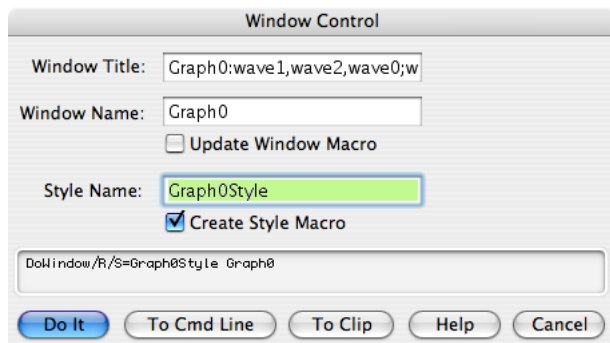 Window Control
Window Title: Graph0:wave1,wave2,wave0;w
Window Name: Graph0
Update Window Macro
Style Name: Graph0Style
Create Style Macro
DoWindow/R/S=Graph0Style Graph0
Do It To Cmd Line To Clip Help Cancel